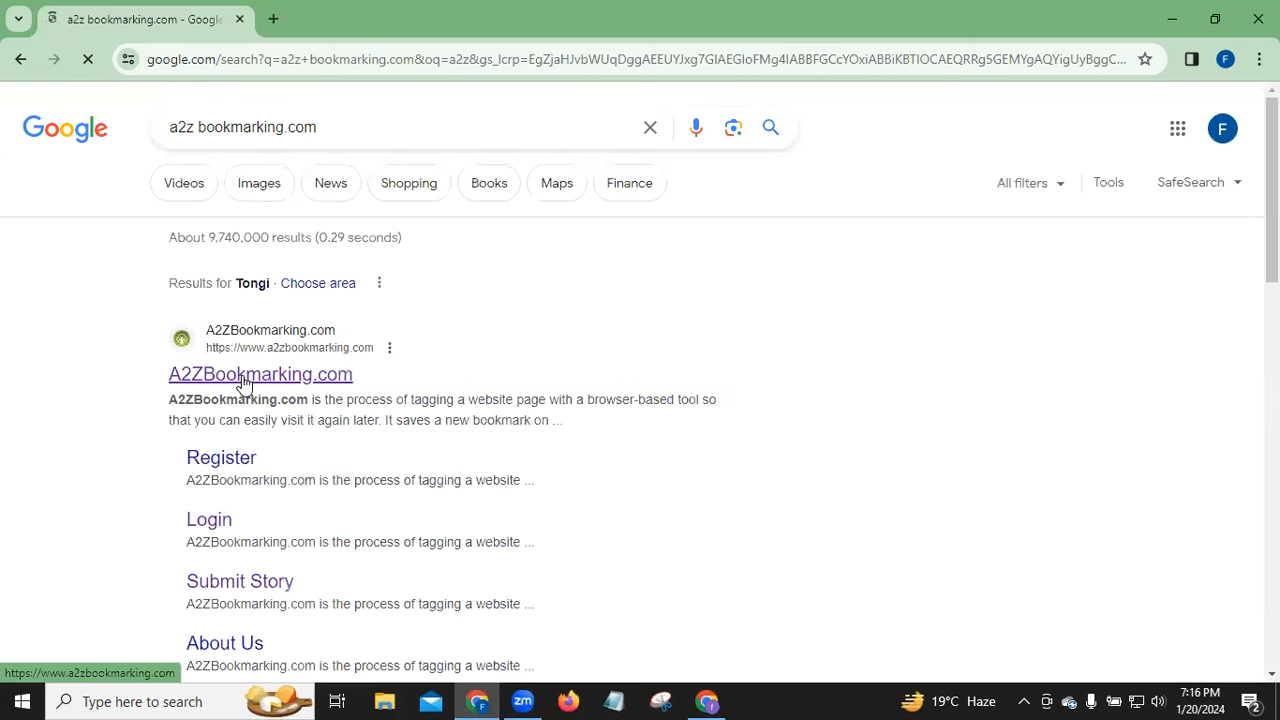 a2z bookmarking.com - Google
google.com/search?q=a2z+bookmarking.com&oq=a2z&gs_lcrp=EgZjaHJvbWUqDggAEEUYJxg7GIAEGIoFMg4IABBFGCcYOxiABBiKBTIOCAEQRRg5GEMYgAQYigUyBggC...
Google
a2z bookmarking.com
F
Videos
Images
News
Shopping
Books
Maps
Finance
All filters
Tools
SafeSearch
About 9,740,000 results (0.29 seconds)
Results for Tongi · Choose area
A2ZBookmarking.com
https://www.a2zbookmarking.com
A2ZBookmarking.com
A2ZBookmarking.com is the process of tagging a website page with a browser-based tool so
that you can easily visit it again later. It saves a new bookmark on ...
Register
A2ZBookmarking.com is the process of tagging a website ...
Login
A2ZBookmarking.com is the process of tagging a website ...
Submit Story
A2ZBookmarking.com is the process of tagging a website ...
About Us
A2ZBookmarking.com is the process of tagging a website ...
https://www.a2zbookmarking.com
Type here to search
zm
19°C Haze
7:16 PM
1/20/2024
2